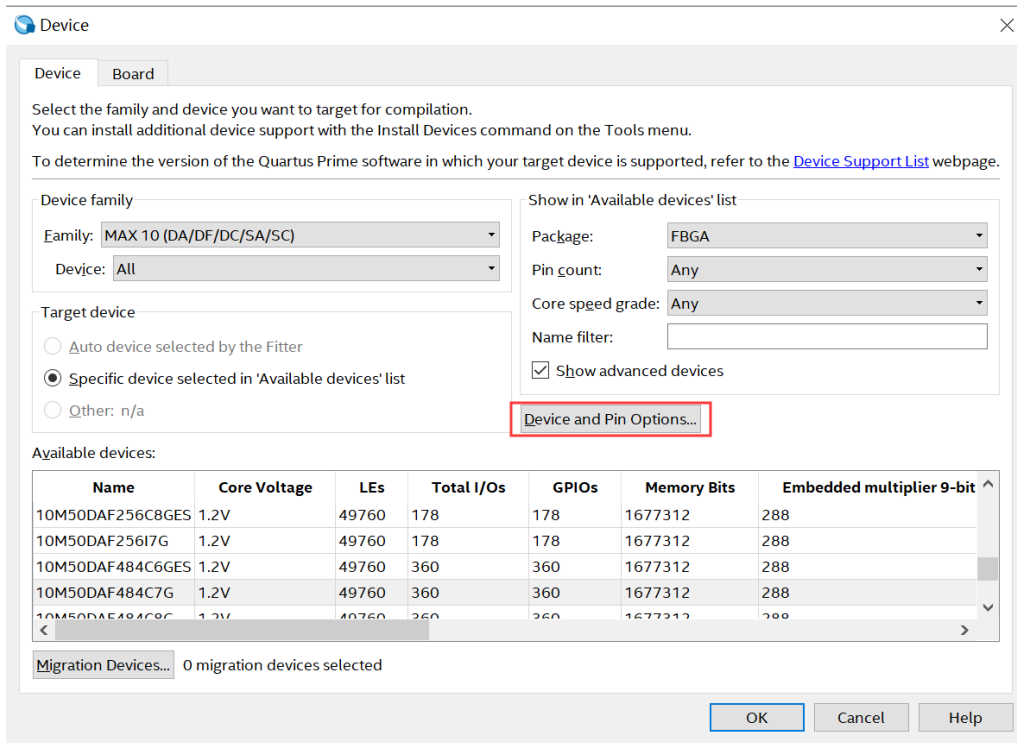 Device
Device Board
Select the family and device you want to target for compilation.
You can install additional device support with the Install Devices command on the Tools menu.
To determine the version of the Quartus Prime software in which your target device is supported, refer to the Device Support List webpage.
Device family
Family: MAX 10 (DA/DF/DC/SA/SC)
Device: All
Show in 'Available devices' list
Package: FBGA
Pin count: Any
Core speed grade: Any
Name filter:
Show advanced devices
Target device
Auto device selected by the Fitter
Specific device selected in 'Available devices' list
Other: n/a
Device and Pin Options...
Available devices:
Name Core Voltage LEs Total I/Os GPIOs Memory Bits Embedded multiplier 9-bit
10M50DAF256C8GES 1.2V 49760 178 178 1677312 288
10M50DAF256I7G 1.2V 49760 178 178 1677312 288
10M50DAF484C6GES 1.2V 49760 360 360 1677312 288
10M50DAF484C7G 1.2V 49760 360 360 1677312 288
10M50DAF484C8G 1.2V 49760 360 360 1677312 288
Migration Devices... 0 migration devices selected
OK Cancel Help